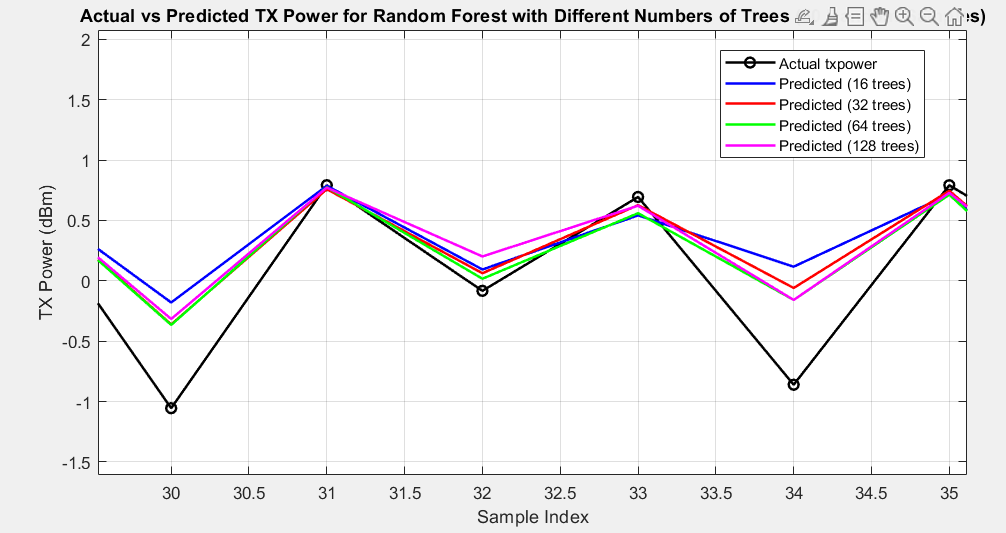 Actual vs Predicted TX Power for Random Forest with Different Numbers of Trees
Actual txpower
Predicted (16 trees)
Predicted (32 trees)
Predicted (64 trees)
Predicted (128 trees)
TX Power (dBm)
2
1.5
1
0.5
0
-0.5
-1
-1.5
30 30.5 31 31.5 32 32.5 33 33.5 34 34.5 35
Sample Index